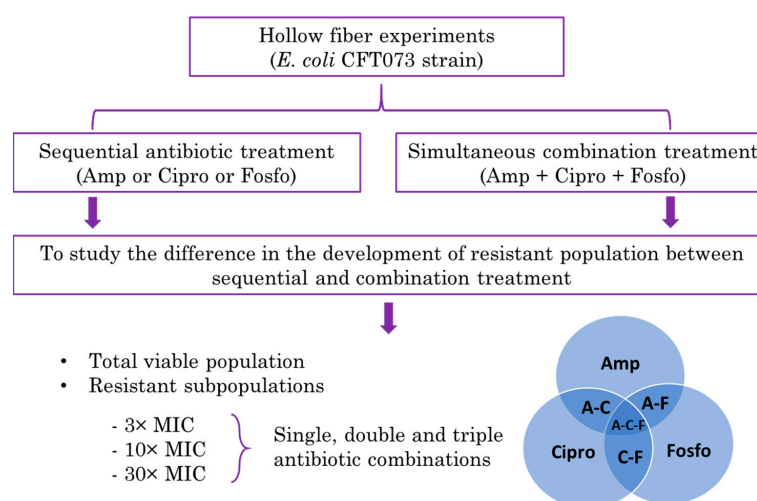 Hollow fiber experiments
(E. coli CFT073 strain)
Sequential antibiotic treatment
(Amp or Cipro or Fosfo)
Simultaneous combination treatment
(Amp + Cipro + Fosfo)
To study the difference in the development of resistant population between
sequential and combination treatment
• Total viable population
• Resistant subpopulations
- 3× MIC
- 10× MIC
- 30× MIC
Single, double and triple
antibiotic combinations
Amp
A-C
A-F
A-C-F
Cipro
C-F
Fosfo